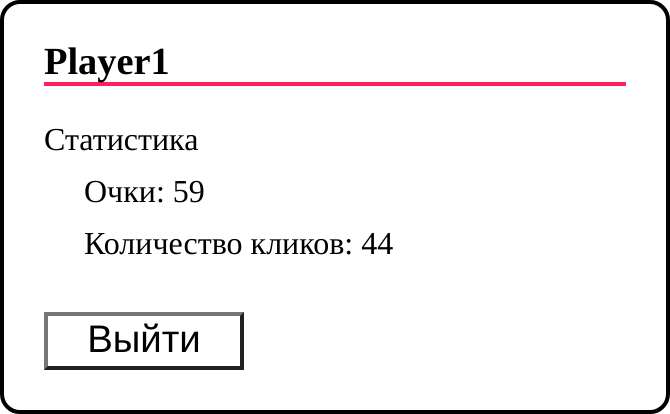 Player1
Статистика
Очки: 59
Количество кликов: 44
Выйти